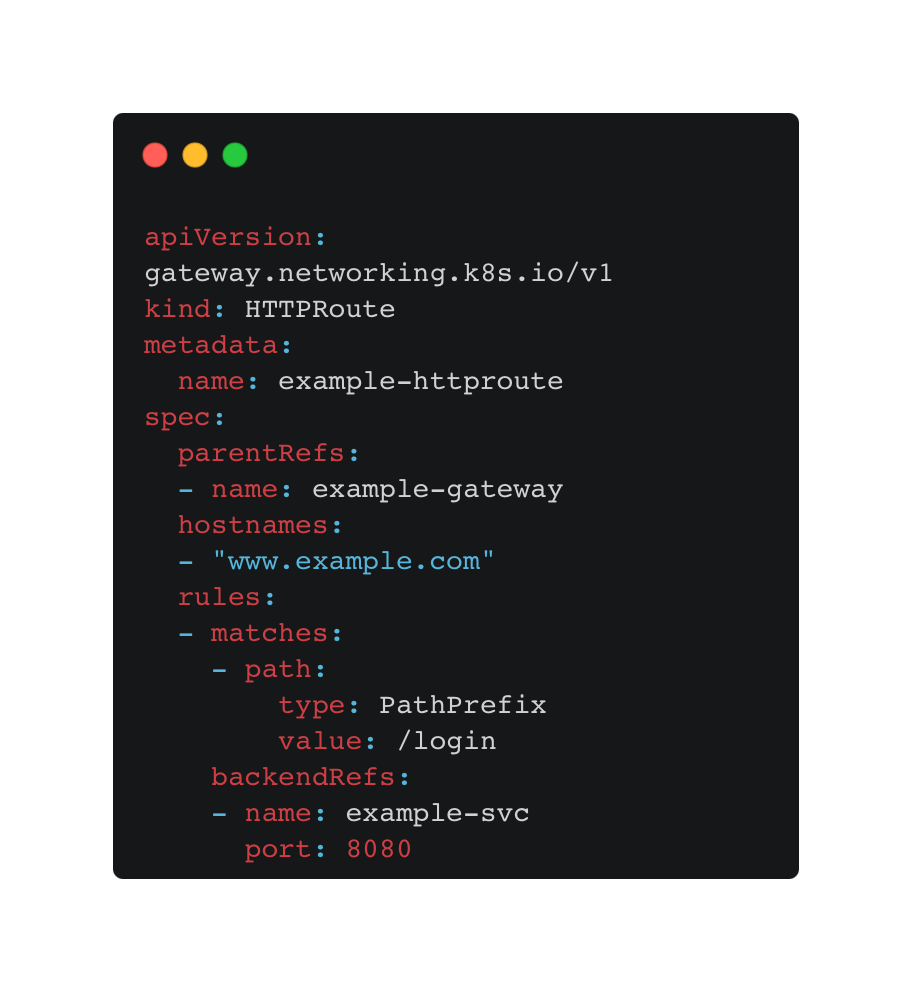 apiVersion:
gateway.networking.k8s.io/v1
kind: HTTPRoute
metadata:
  name: example-httproute
spec:
  parentRefs:
  - name: example-gateway
  hostnames:
  - "www.example.com"
  rules:
  - matches:
    - path:
        type: PathPrefix
        value: /login
    backendRefs:
    - name: example-svc
      port: 8080